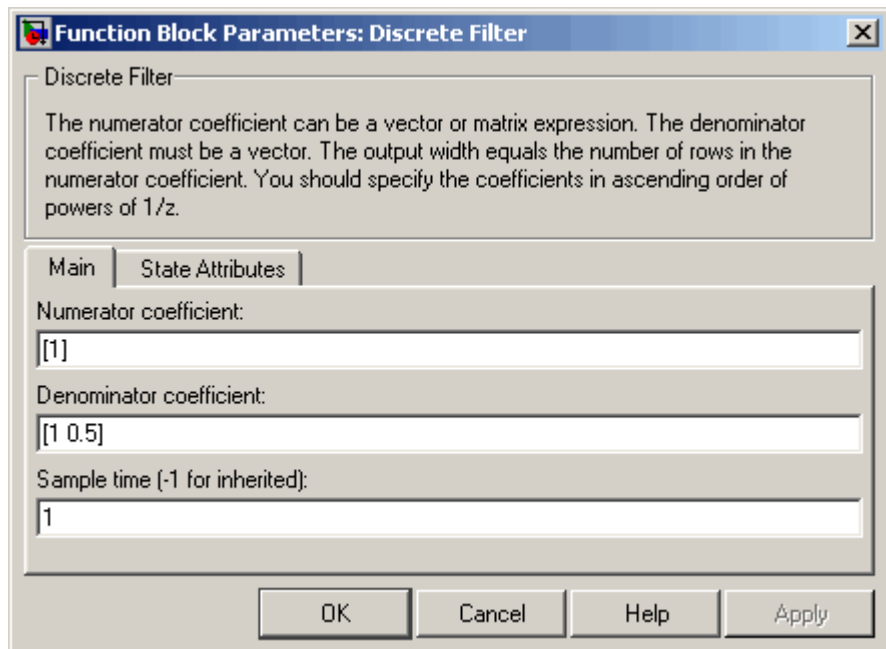 Function Block Parameters: Discrete Filter
Discrete Filter
The numerator coefficient can be a vector or matrix expression. The denominator
coefficient must be a vector. The output width equals the number of rows in the
numerator coefficient. You should specify the coefficients in ascending order of
powers of 1/z.
Main State Attributes
Numerator coefficient:
[1]
Denominator coefficient:
[1 0.5]
Sample time (-1 for inherited):
1
OK Cancel Help Apply